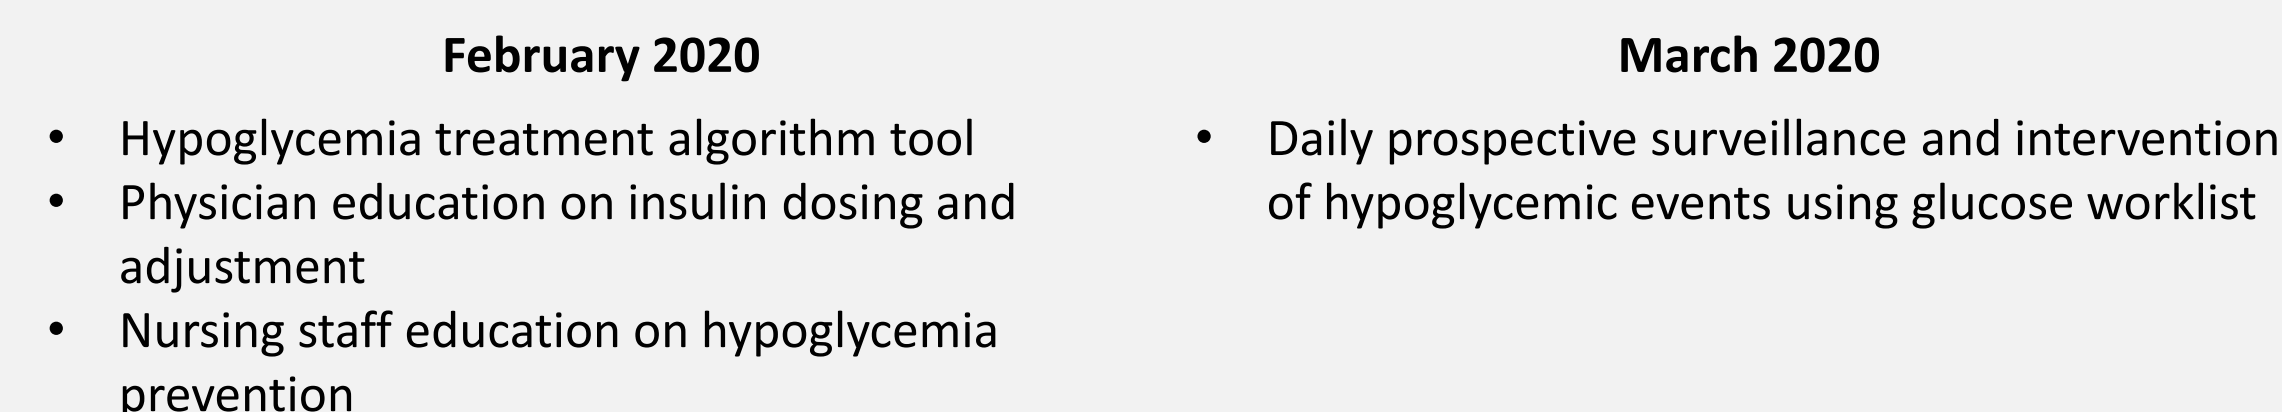 February 2020
• Hypoglycemia treatment algorithm tool
• Physician education on insulin dosing and
adjustment
• Nursing staff education on hypoglycemia
prevention
March 2020
• Daily prospective surveillance and intervention
of hypoglycemic events using glucose worklist